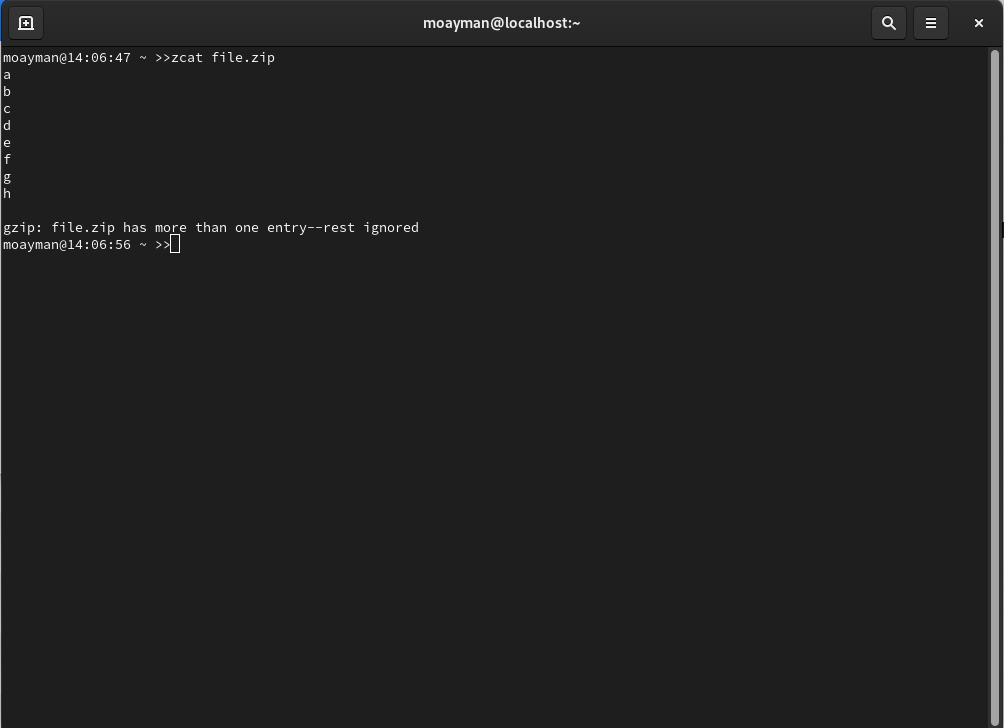 moayman@localhost:~
moayman@14:06:47 ~ >>zcat file.zip
a
b
c
d
e
f
g
h
gzip: file.zip has more than one entry--rest ignored
moayman@14:06:56 ~ >>